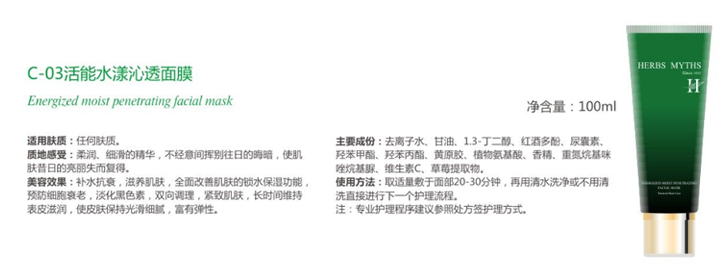 C-03活能水漾沁透面膜
Energized moist penetrating facial mask
净含量：100ml
适用肤质：任何肤质。
质地感受：柔润、细滑的精华，不经意间挥别往日的晦暗，使肌
肤昔日的亮丽失而复得。
美容效果：补水抗衰，滋养肌肤，全面改善肌肤的锁水保湿功能，
预防细胞衰老，淡化黑色素，双向调理，紧致肌肤，长时间维持
表皮滋润，使皮肤保持光滑细腻，富有弹性。
主要成份：去离子水、甘油、1.3-丁二醇、红酒多酚、尿囊素、
羟苯甲酯、羟苯丙酯、黄原胶、植物氨基酸、香精、重氮烷基咪
唑烷基脲、维生素C、草莓提取物。
使用方法：取适量敷于面部20-30分钟，再用清水洗净或不用清
洗直接进行下一个护理流程。
注：专业护理程序建议参照处方签护理方式。
HERBS MYTHS
Since 1992
H
ENERGIZED MOIST PENETRATING
FACIAL MASK